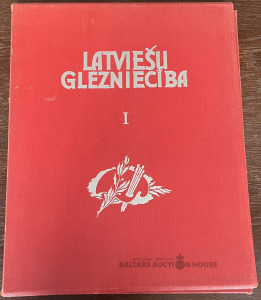 LATVIEŠU
GLEZNIECĪBA
I
BALTARS AUCTION HOUSE